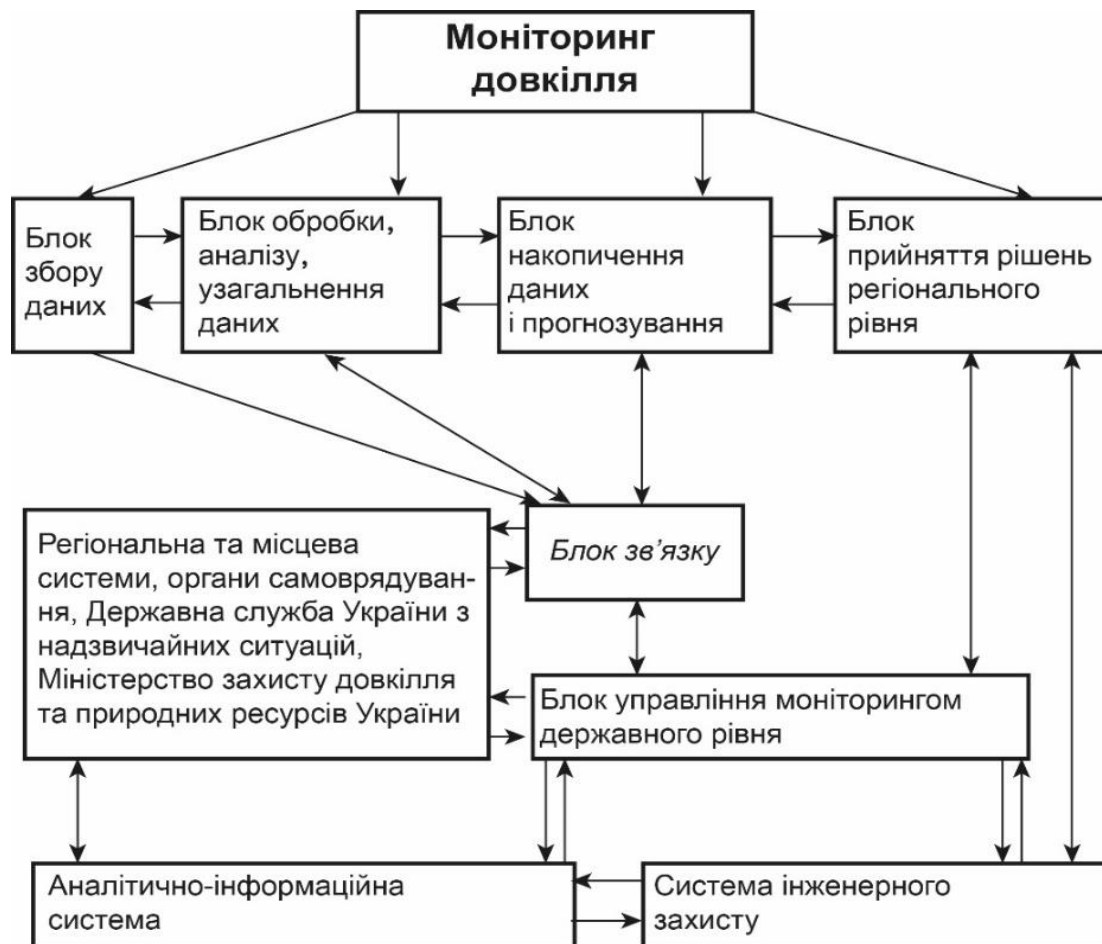 Моніторинг
довкілля
Блок
збору
даних
Блок обробки,
аналізу,
узагальнення
даних
Блок
накопичення
даних
і прогнозування
Блок
прийняття рішень
регіонального
рівня
Регіональна та місцева
системи, органи самоврядуван-
ня, Державна служба України з
надзвичайних ситуацій,
Міністерство захисту довкілля
та природних ресурсів України
Блок зв’язку
Блок управління моніторингом
державного рівня
Аналітично-інформаційна
система
Система інженерного
захисту